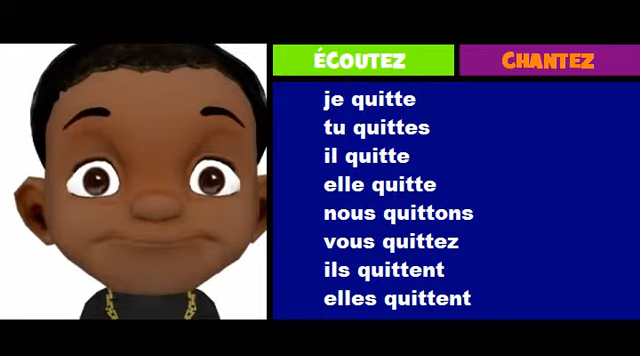 ÉCOUTEZ
CHANTEZ
je quitte
tu quittes
il quitte
elle quitte
nous quittons
vous quittez
ils quittent
elles quittent